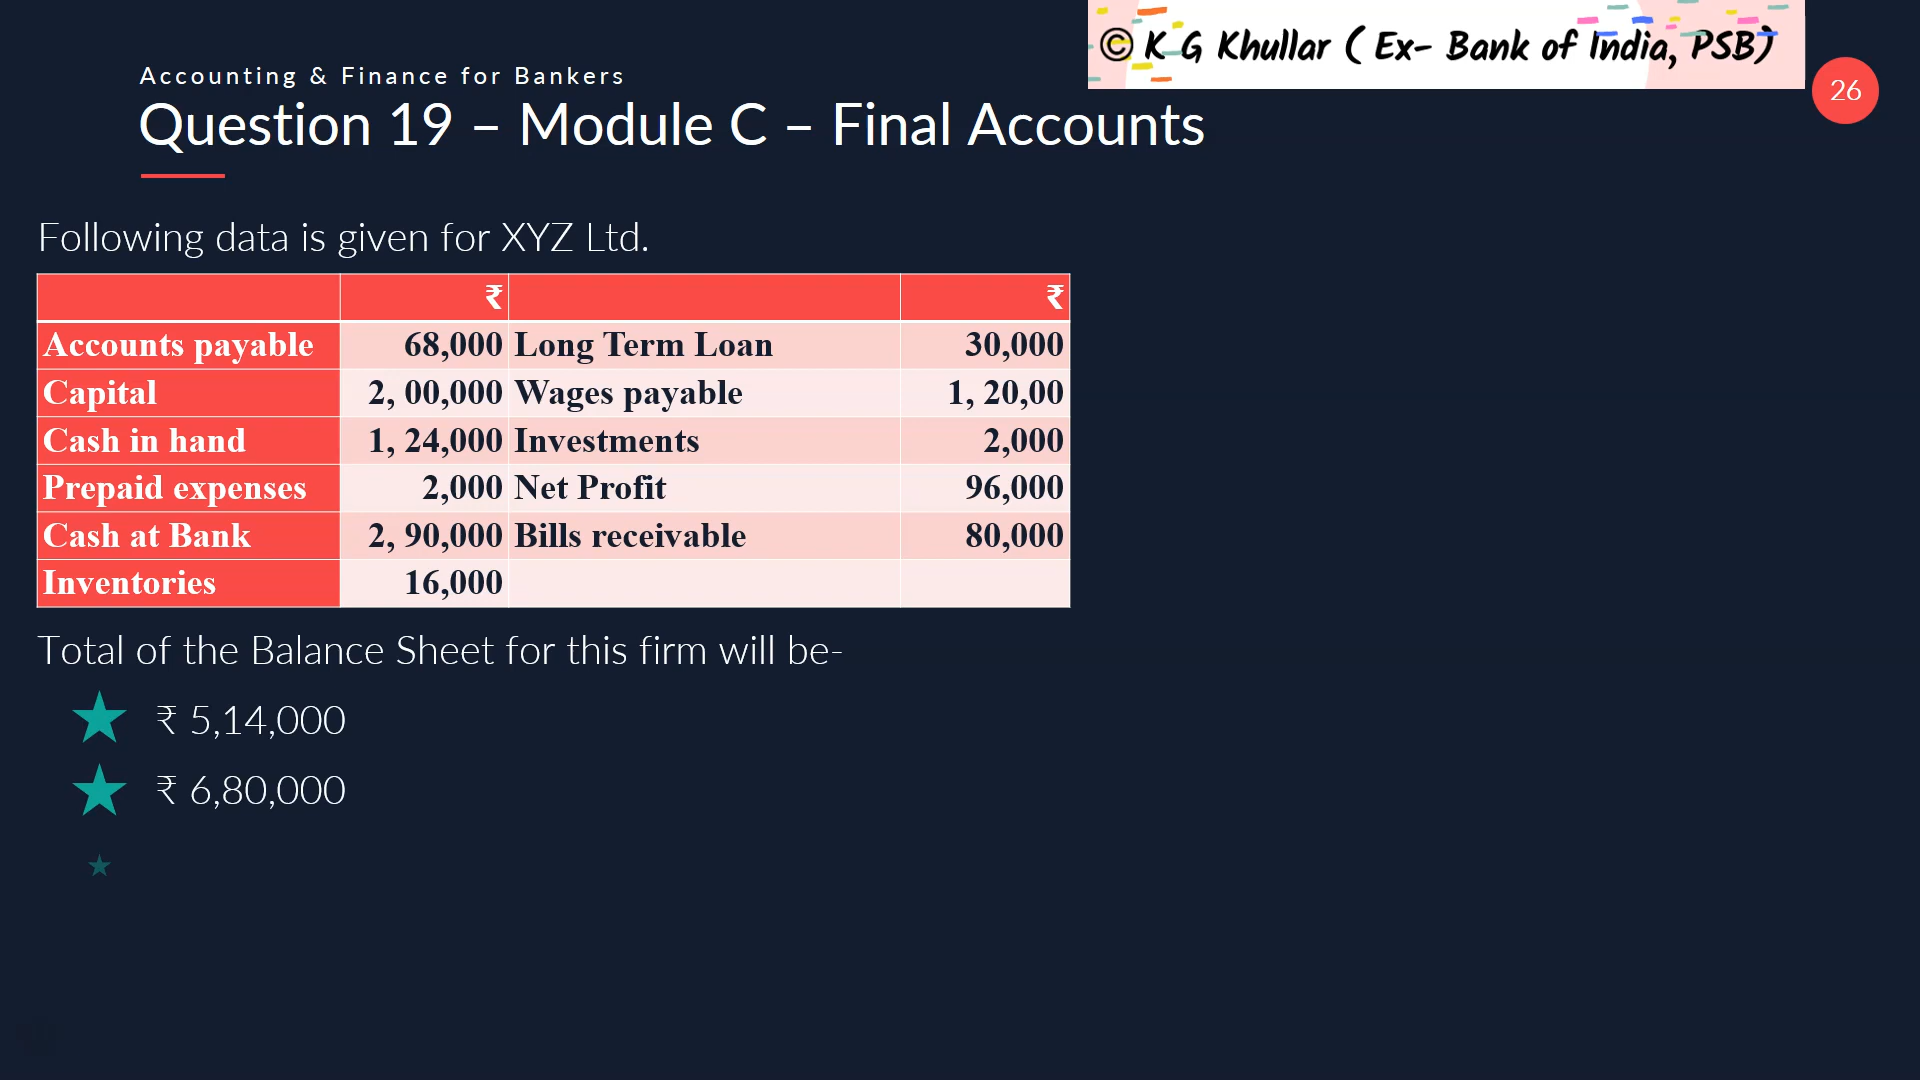 © K G Khullar ( Ex- Bank of India, PSB)
26
Accounting & Finance for Bankers
Question 19 – Module C – Final Accounts
Following data is given for XYZ Ltd.
₹ ₹
Accounts payable 68,000 Long Term Loan 30,000
Capital 2, 00,000 Wages payable 1, 20,00
Cash in hand 1, 24,000 Investments 2,000
Prepaid expenses 2,000 Net Profit 96,000
Cash at Bank 2, 90,000 Bills receivable 80,000
Inventories 16,000
Total of the Balance Sheet for this firm will be-
₹ 5,14,000
₹ 6,80,000